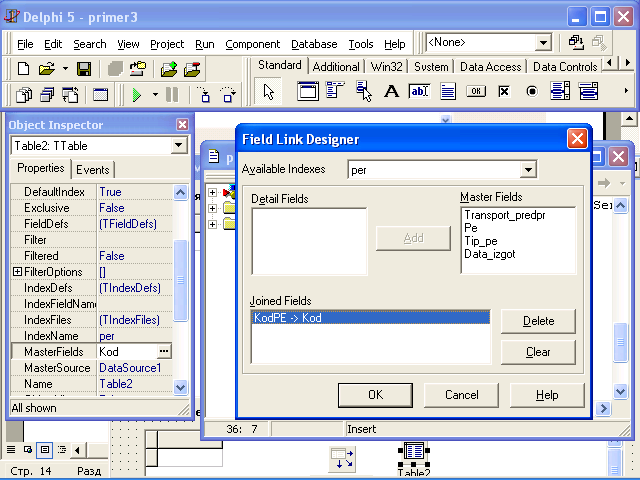 Delphi 5 - primer3
File Edit Search View Project Run Component Database Tools Help
<None>
Standard Additional Win32 System Data Access Data Controls
A ab OK
Object Inspector
Table2: TTable
Properties Events
DefaultIndex True
Exclusive False
FieldDefs (TFieldDefs)
Filter
Filtered False
FilterOptions []
IndexDefs (TIndexDefs)
IndexFieldNam
IndexFiles (TIndexFiles)
IndexName per
MasterFields Kod
MasterSource DataSource1
Name Table2
All shown
Field Link Designer
Available Indexes per
Detail Fields
Master Fields
Add
Transport_predpr
Pe
Tip_pe
Data_izgot
Joined Fields
KodPE -> Kod
Delete
Clear
OK Cancel Help
36: 7 Insert
Стр. 14 Разд
Table2